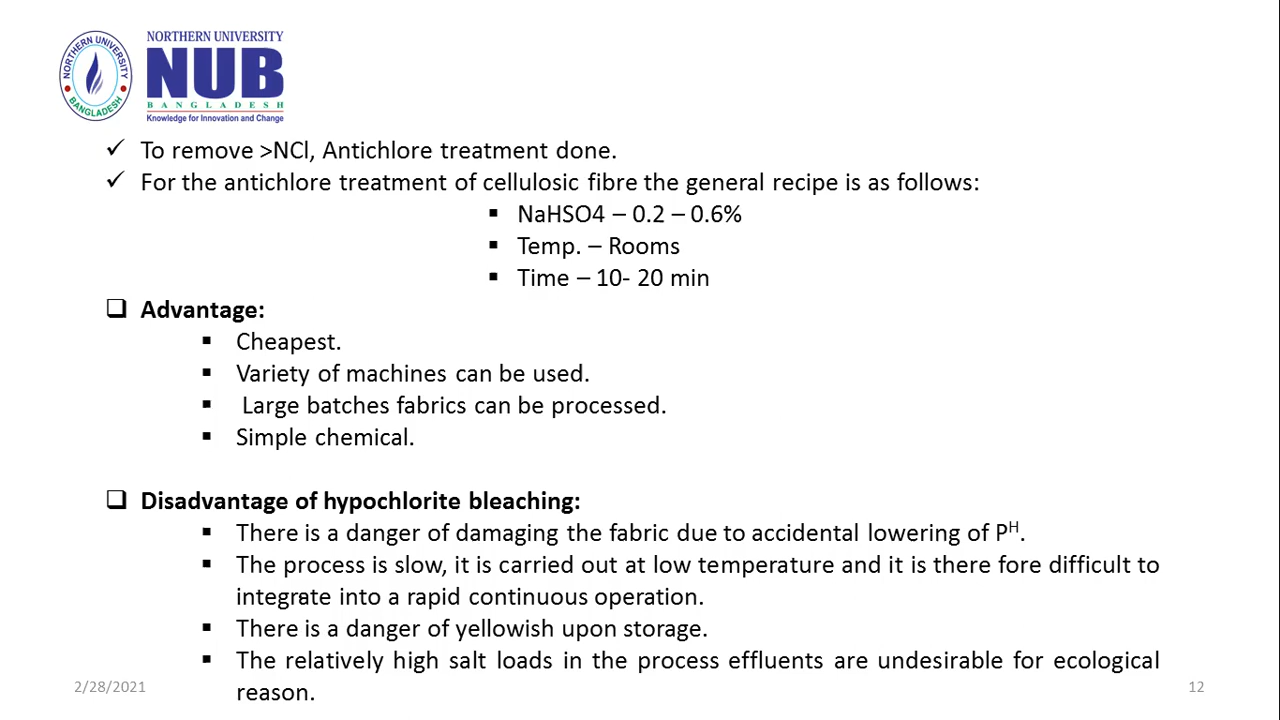 NORTHERN UNIVERSITY
NUB
BANGLADESH
Knowledge for Innovation and Change
NORTHERN UNIVERSITY
BANGLADESH
✓ To remove >NCl, Antichlore treatment done.
✓ For the antichlore treatment of cellulosic fibre the general recipe is as follows:
▪ NaHSO4 – 0.2 – 0.6%
▪ Temp. – Rooms
▪ Time – 10- 20 min
❑ Advantage:
▪ Cheapest.
▪ Variety of machines can be used.
▪ Large batches fabrics can be processed.
▪ Simple chemical.
❑ Disadvantage of hypochlorite bleaching:
▪ There is a danger of damaging the fabric due to accidental lowering of P^H.
▪ The process is slow, it is carried out at low temperature and it is there fore difficult to
integrate into a rapid continuous operation.
▪ There is a danger of yellowish upon storage.
▪ The relatively high salt loads in the process effluents are undesirable for ecological
reason.
2/28/2021
12